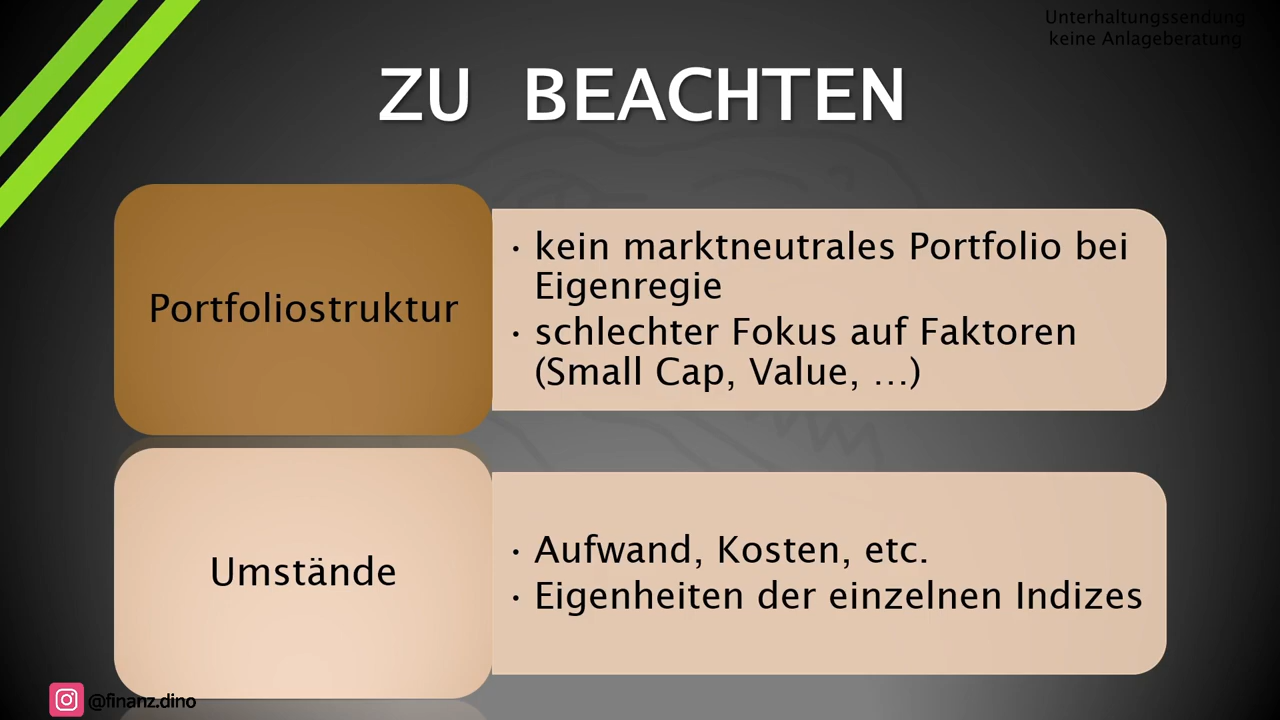 Unterhaltungssendung
keine Anlageberatung
ZU BEACHTEN
Portfoliostruktur
• kein marktneutrales Portfolio bei
Eigenregie
• schlechter Fokus auf Faktoren
(Small Cap, Value, …)
Umstände
• Aufwand, Kosten, etc.
• Eigenheiten der einzelnen Indizes
@finanz.dino